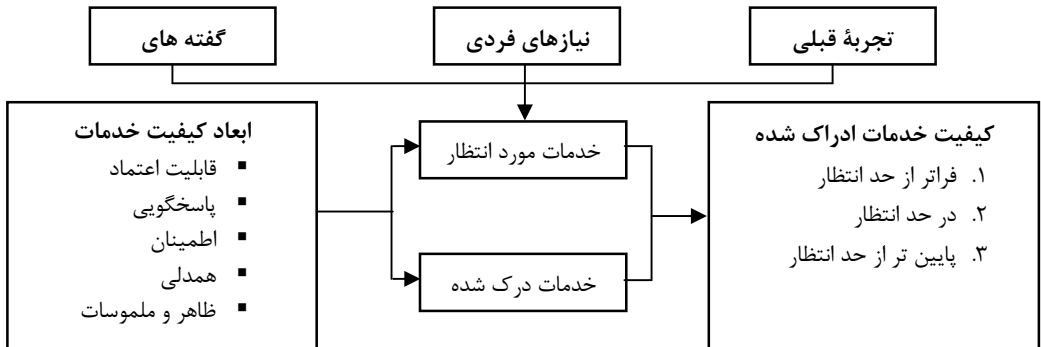 تجربهٔ قبلی
نیازهای فردی
گفته های
کیفیت خدمات ادراک شده
۱. فراتر از حد انتظار
۲. در حد انتظار
۳. پایین تر از حد انتظار
خدمات مورد انتظار
خدمات درک شده
ابعاد کیفیت خدمات
▪ قابلیت اعتماد
▪ پاسخگویی
▪ اطمینان
▪ همدلی
▪ ظاهر و ملموسات